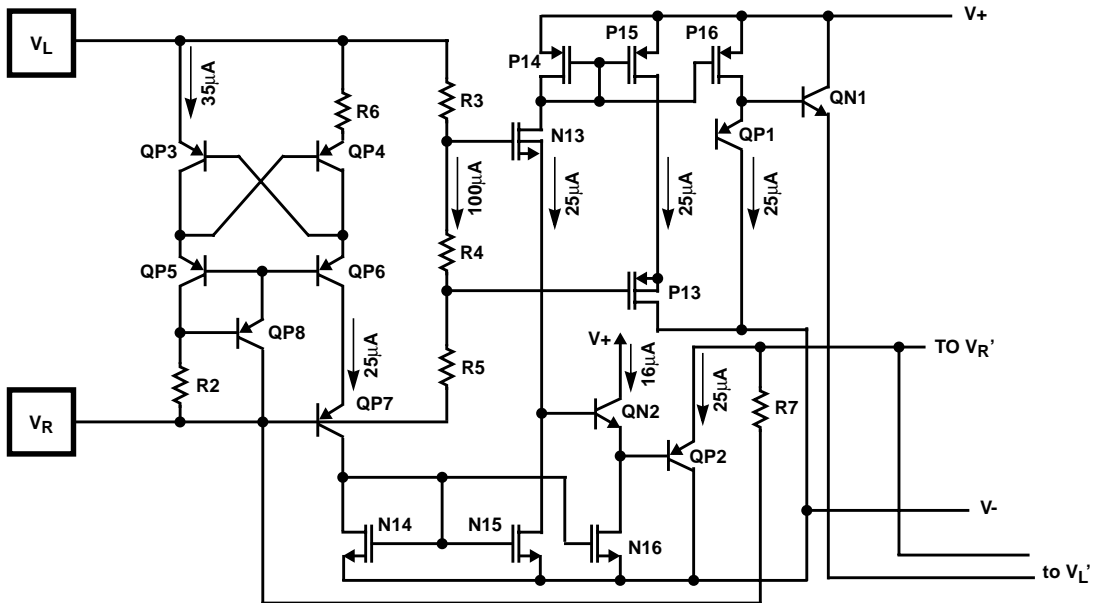 V+
VL
P15
P16
P14
35µA
R6
R3
QN1
N13
QP3
QP4
QP1
100µA
25µA
25µA
25µA
R4
QP5
QP6
P13
QP8
V+
TO VR'
R2
25µA
R5
16µA
25µA
R7
QP7
QN2
VR
QP2
V-
N14
N15
N16
to VL'